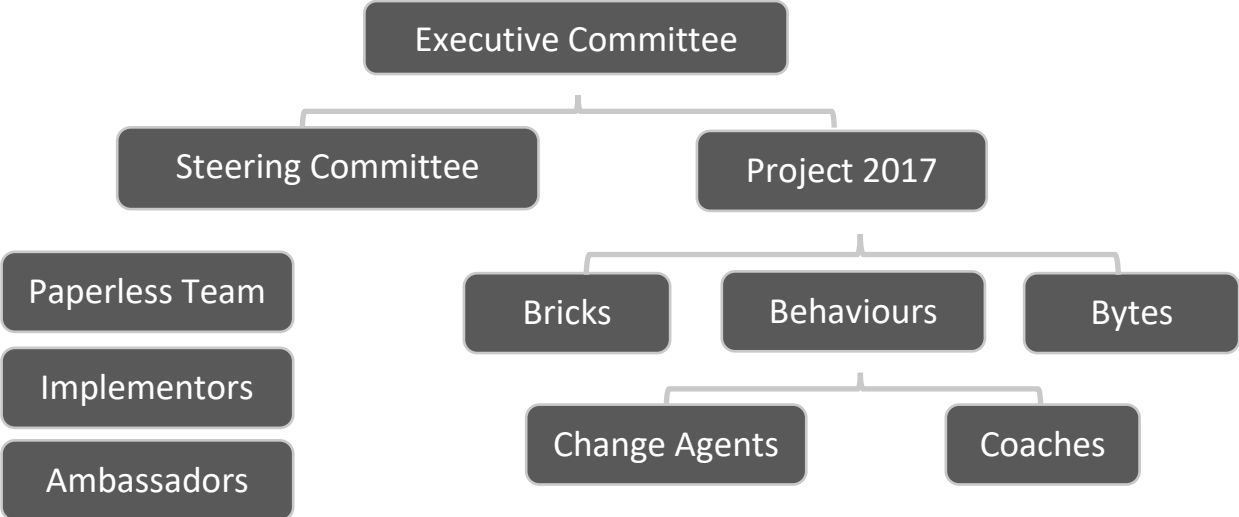 Executive Committee
Steering Committee
Project 2017
Paperless Team
Bricks
Behaviours
Bytes
Implementors
Change Agents
Coaches
Ambassadors